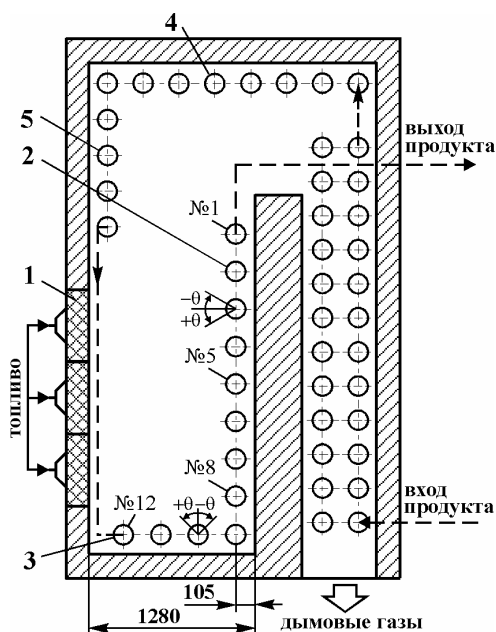 4
5
2
выход
продукта
№1
1
−θ
+θ
№5
топливо
№8
вход
продукта
№12
+θ
−θ
3
105
1280
дымовые газы